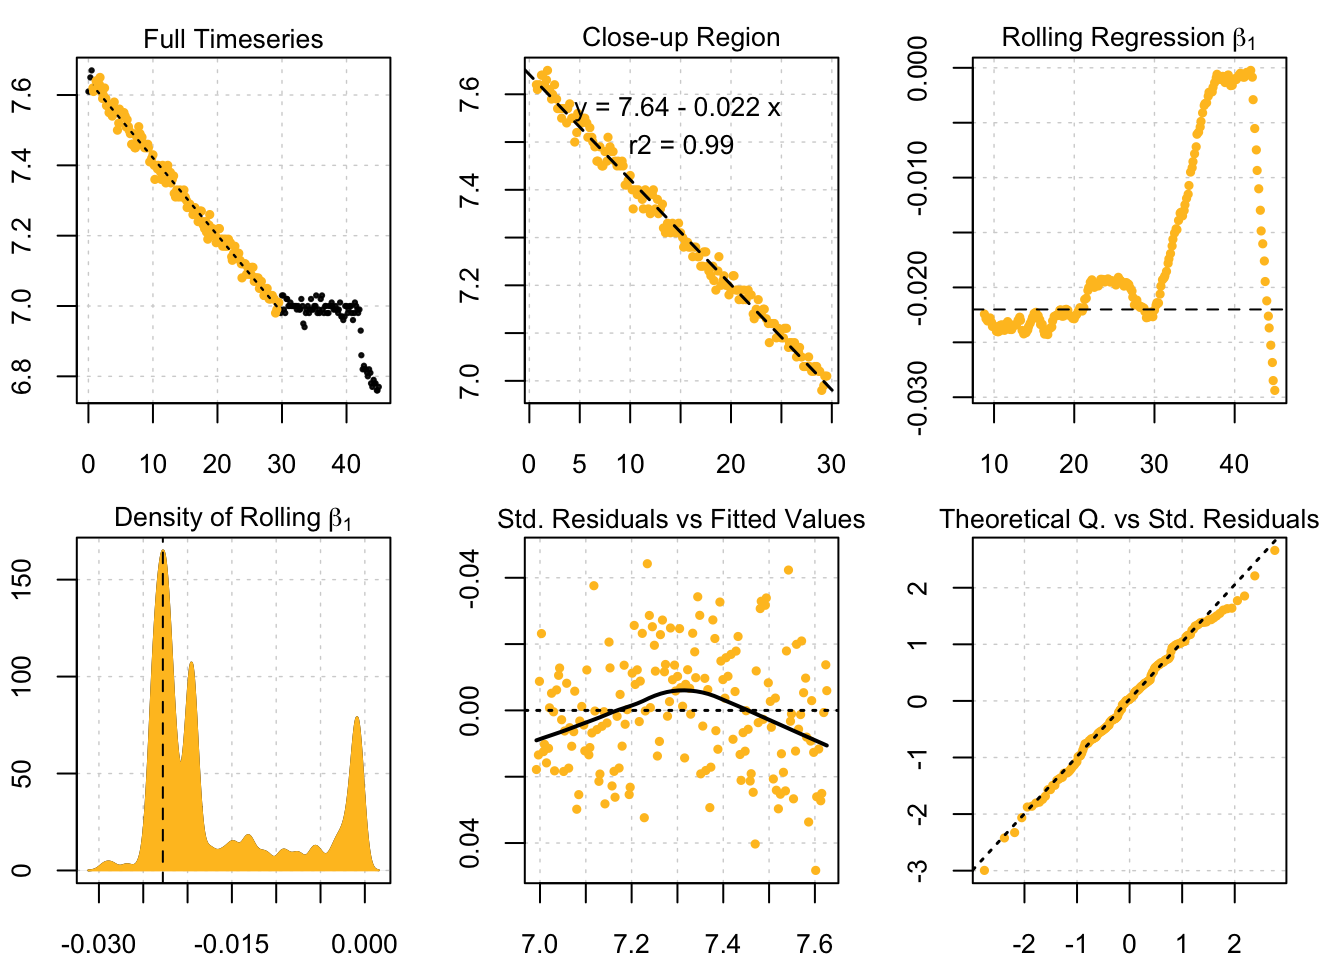 Full Timeseries
7.6
7.4
7.2
7.0
6.8
0 10 20 30 40
Close-up Region
y = 7.64 - 0.022 x
r2 = 0.99
7.6
7.4
7.2
7.0
0 5 10 20 30
Rolling Regression β1
0.000
-0.010
-0.020
-0.030
10 20 30 40
Density of Rolling β1
150
100
50
0
-0.030 -0.015 0.000
Std. Residuals vs Fitted Values
-0.04
0.00
0.04
7.0 7.2 7.4 7.6
Theoretical Q. vs Std. Residuals
2
1
0
-1
-2
-3
-2 -1 0 1 2